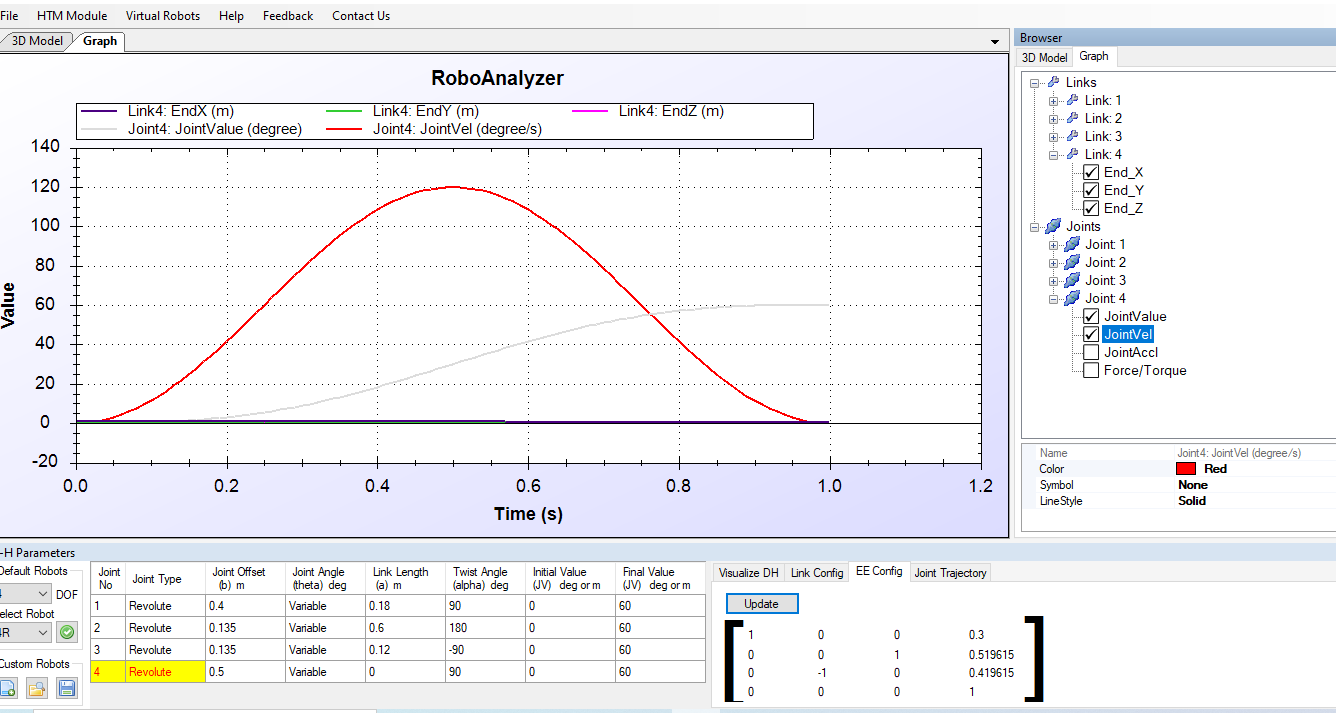 File HTM Module Virtual Robots Help Feedback Contact Us
3D Model Graph
RoboAnalyzer
Link4: EndX (m) Link4: EndY (m) Link4: EndZ (m)
Joint4: JointValue (degree) Joint4: JointVel (degree/s)
140
120
100
80
60
40
20
0
-20
Value
0.0 0.2 0.4 0.6 0.8 1.0 1.2
Time (s)
Browser
3D Model Graph
Links
Link: 1
Link: 2
Link: 3
Link: 4
End_X
End_Y
End_Z
Joints
Joint: 1
Joint: 2
Joint: 3
Joint: 4
JointValue
JointVel
JointAccl
Force/Torque
Name Joint4: JointVel (degree/s)
Color Red
Symbol None
LineStyle Solid
-H Parameters
Default Robots
4 DOF
elect Robot
4R
Custom Robots
Joint No Joint Type Joint Offset (b) m Joint Angle (theta) deg Link Length (a) m Twist Angle (alpha) deg Initial Value (JV) deg or m Final Value (JV) deg or m
1 Revolute 0.4 Variable 0.18 90 0 60
2 Revolute 0.135 Variable 0.6 180 0 60
3 Revolute 0.135 Variable 0.12 -90 0 60
4 Revolute 0.5 Variable 0 90 0 60
Visualize DH Link Config EE Config Joint Trajectory
Update
1 0 0 0.3
0 0 1 0.519615
0 -1 0 0.419615
0 0 0 1